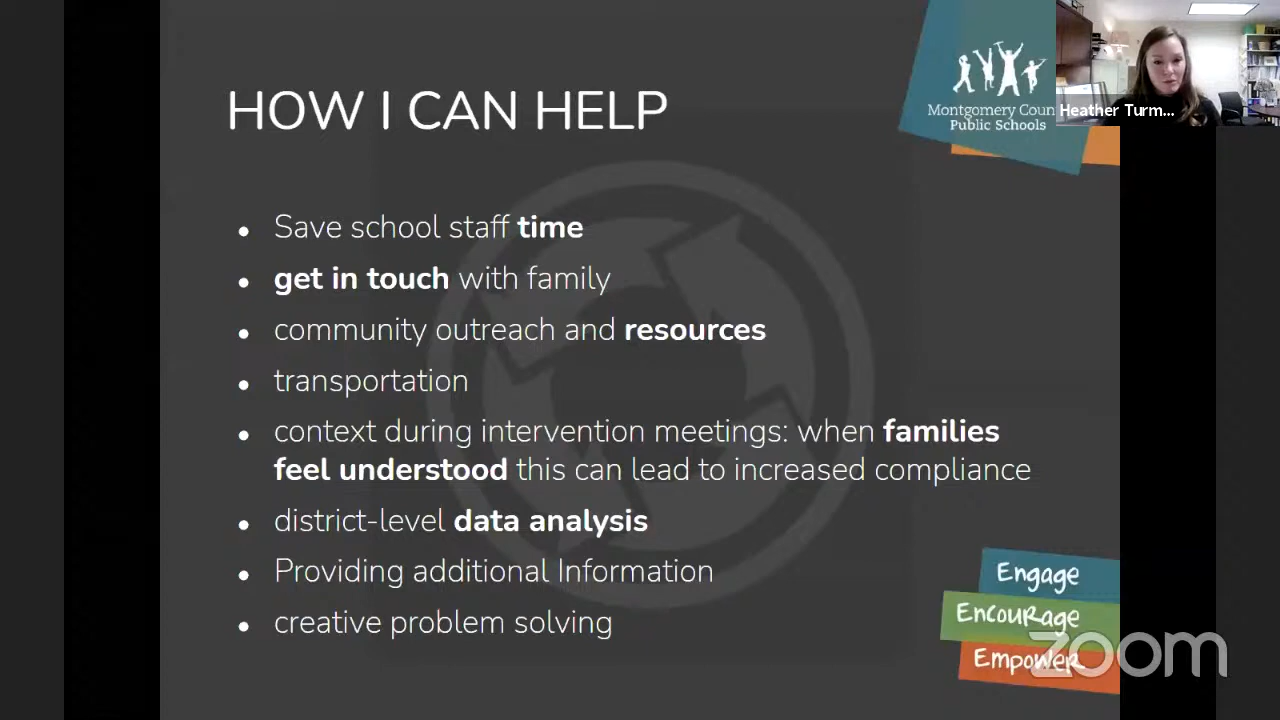 HOW I CAN HELP
Montgomery Coun
Public Schools
Heather Turm...
● Save school staff time
● get in touch with family
● community outreach and resources
● transportation
● context during intervention meetings: when families
feel understood this can lead to increased compliance
● district-level data analysis
● Providing additional Information
● creative problem solving
Engage
Encourage
Empower
zoom